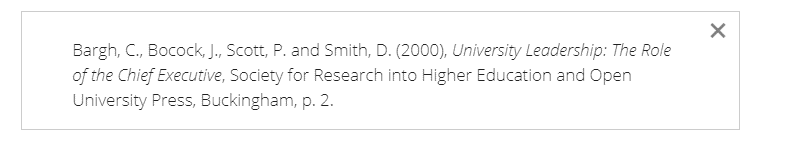 Bargh, C., Bocock, J., Scott, P. and Smith, D. (2000), University Leadership: The Role
of the Chief Executive, Society for Research into Higher Education and Open
University Press, Buckingham, p. 2.